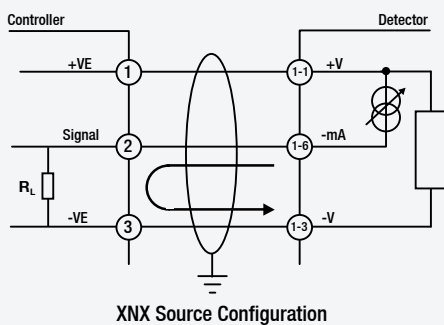 Controller
Detector
+VE
1
1-1
+V
Signal
2
1-6
-mA
RL
-VE
3
1-3
-V
XNX Source Configuration